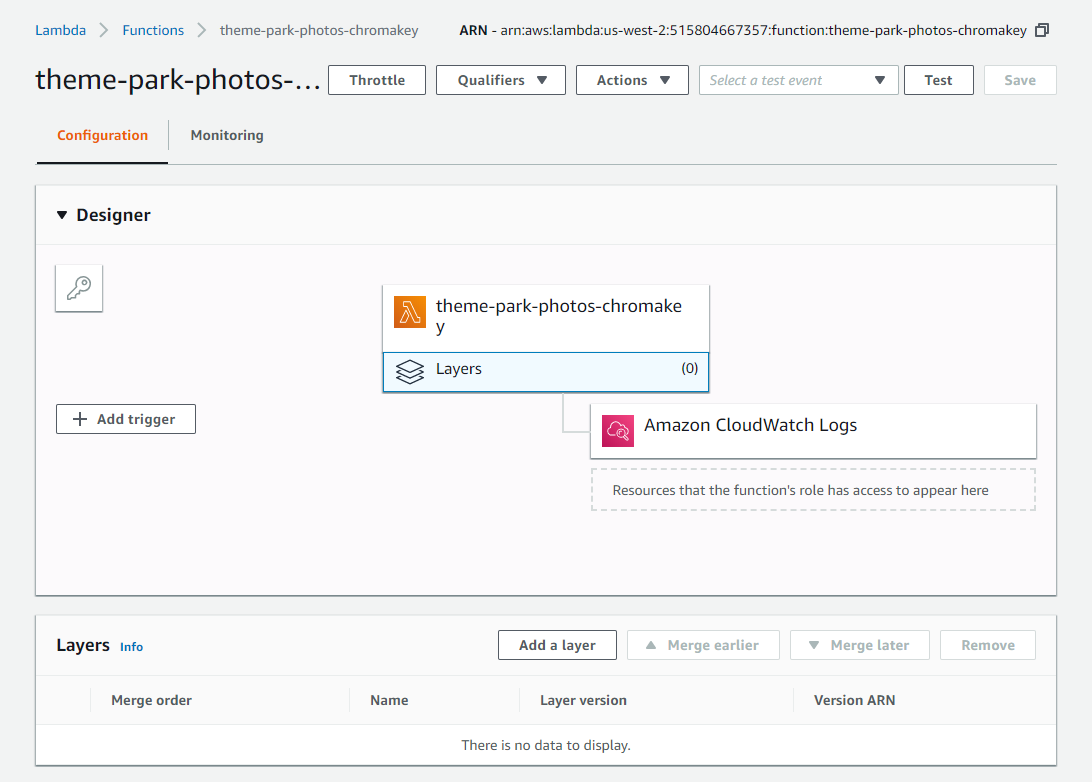 Lambda > Functions > theme-park-photos-chromakey ARN - arn:aws:lambda:us-west-2:515804667357:function:theme-park-photos-chromakey
theme-park-photos-... Throttle Qualifiers Actions Select a test event Test Save
Configuration Monitoring
Designer
theme-park-photos-chromake
y
Layers (0)
Add trigger
Amazon CloudWatch Logs
Resources that the function's role has access to appear here
Layers Info Add a layer Merge earlier Merge later Remove
Merge order Name Layer version Version ARN
There is no data to display.